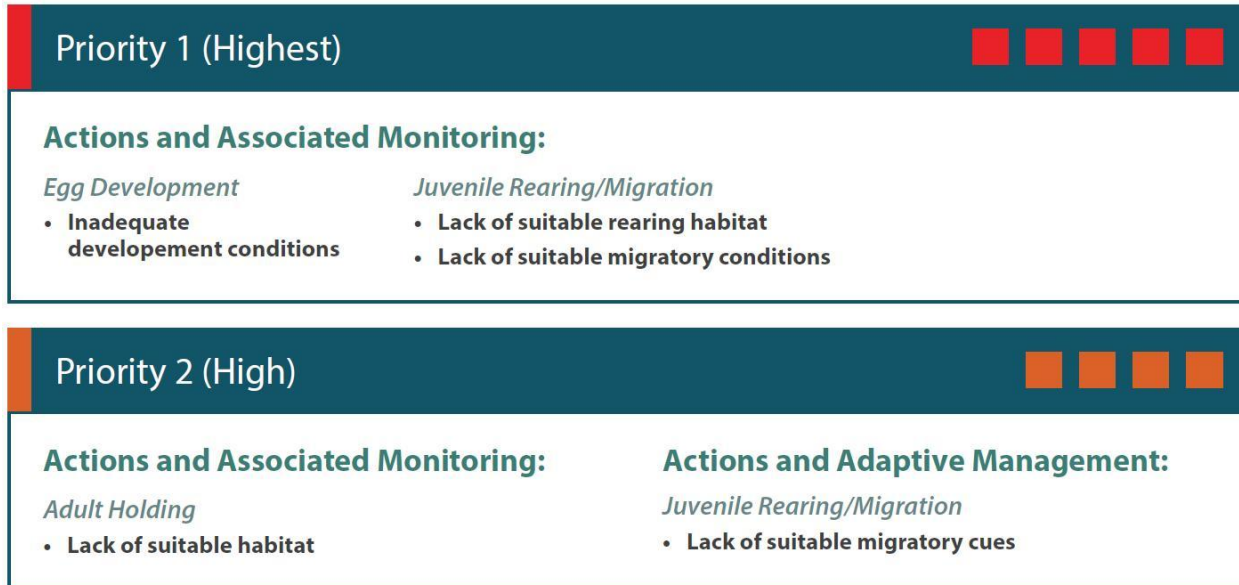 Priority 1 (Highest)
Actions and Associated Monitoring:
Egg Development
• Inadequate
developement conditions
Juvenile Rearing/Migration
• Lack of suitable rearing habitat
• Lack of suitable migratory conditions
Priority 2 (High)
Actions and Associated Monitoring:
Adult Holding
• Lack of suitable habitat
Actions and Adaptive Management:
Juvenile Rearing/Migration
• Lack of suitable migratory cues